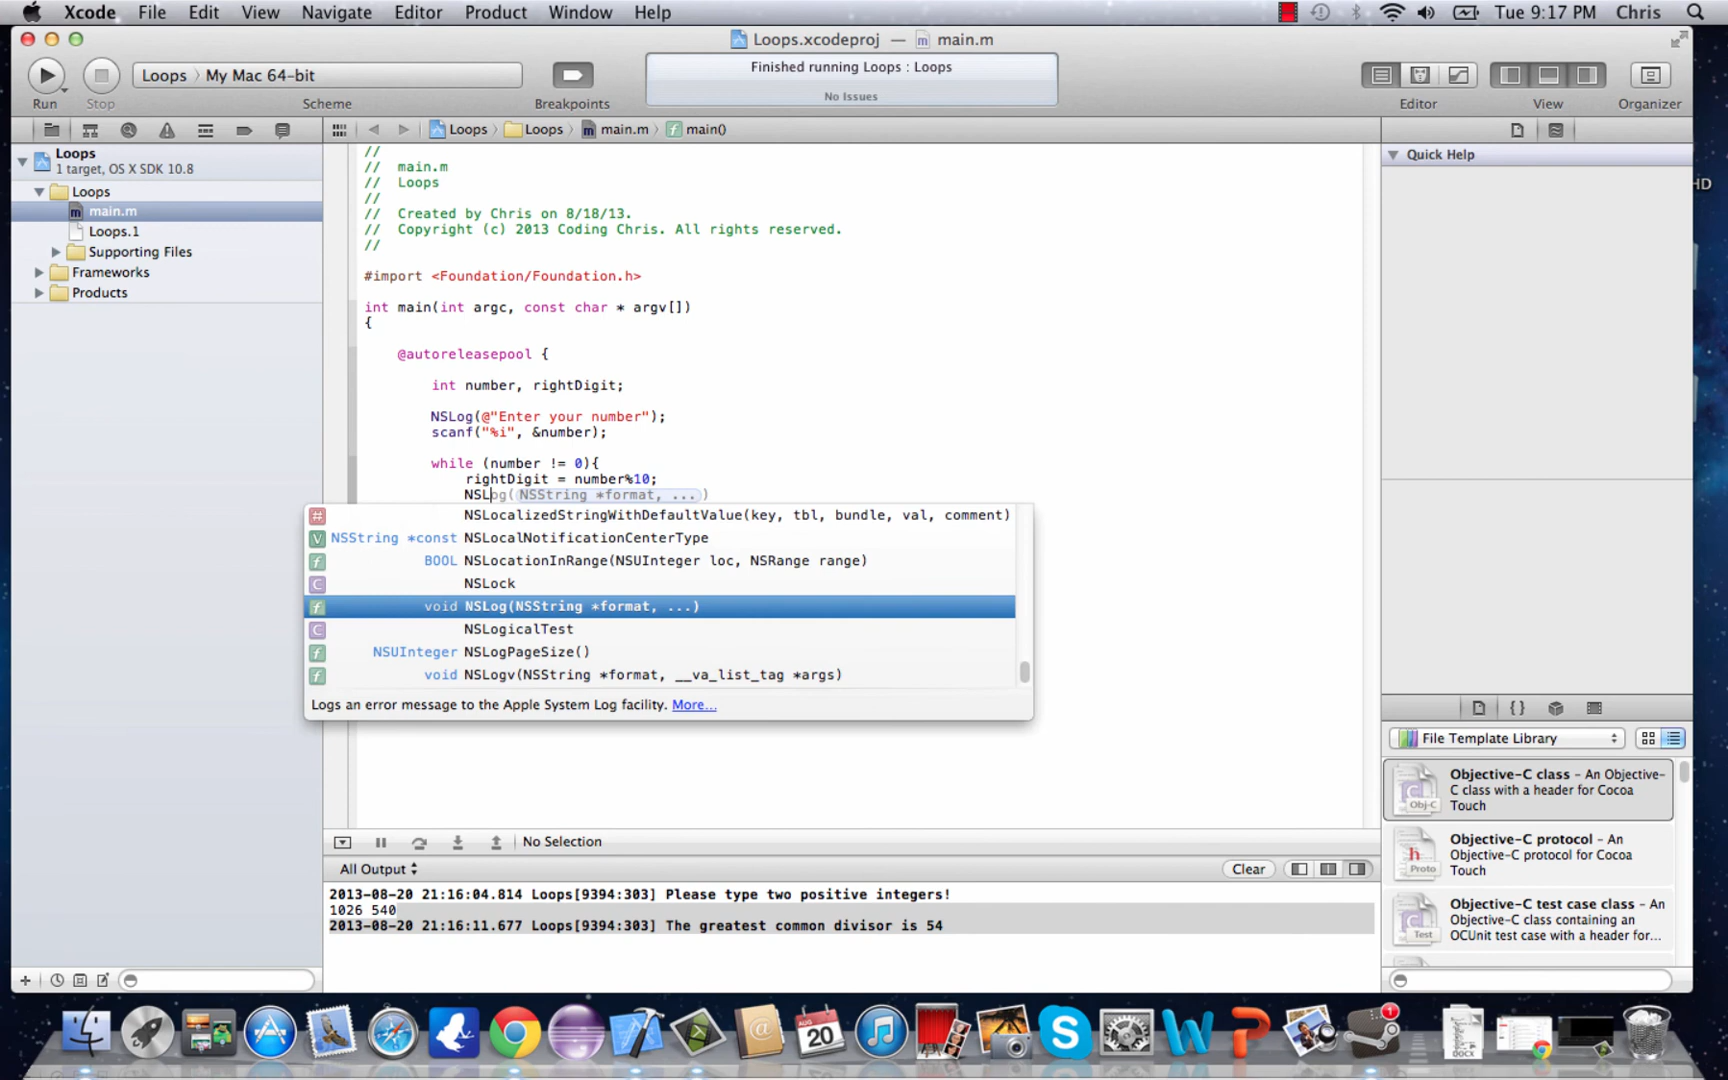 Xcode File Edit View Navigate Editor Product Window Help Tue 9:17 PM Chris
Loops.xcodeproj — main.m
Loops 〉 My Mac 64-bit
Finished running Loops : Loops
No Issues
Run Stop Scheme Breakpoints Editor View Organizer
Loops 〉 Loops 〉 main.m 〉 main()
Loops
1 target, OS X SDK 10.8
Loops
main.m
Loops.1
Supporting Files
Frameworks
Products
//
// main.m
// Loops
//
// Created by Chris on 8/18/13.
// Copyright (c) 2013 Coding Chris. All rights reserved.
//
#import <Foundation/Foundation.h>
int main(int argc, const char * argv[])
{
@autoreleasepool {
int number, rightDigit;
NSLog(@"Enter your number");
scanf("%i", &number);
while (number != 0){
rightDigit = number%10;
NSLog(NSString *format, ...)
# NSLocalizedStringWithDefaultValue(key, tbl, bundle, val, comment)
V NSString *const NSLocalNotificationCenterType
f BOOL NSLocationInRange(NSUInteger loc, NSRange range)
C NSLock
f void NSLog(NSString *format, ...)
C NSLogicalTest
f NSUInteger NSLogPageSize()
f void NSLogv(NSString *format, __va_list_tag *args)
Logs an error message to the Apple System Log facility. More...
Quick Help
HD
{}
File Template Library
Objective-C class – An Objective-
C class with a header for Cocoa
Touch
Obj-C
Objective-C protocol – An
Objective-C protocol for Cocoa
Touch
h
Proto
Objective-C test case class – An
Objective-C class containing an
OCUnit test case with a header for...
C
Test
No Selection
All Output
Clear
2013-08-20 21:16:04.814 Loops[9394:303] Please type two positive integers!
1026 540
2013-08-20 21:16:11.677 Loops[9394:303] The greatest common divisor is 54
AUG
20
1
DOCX